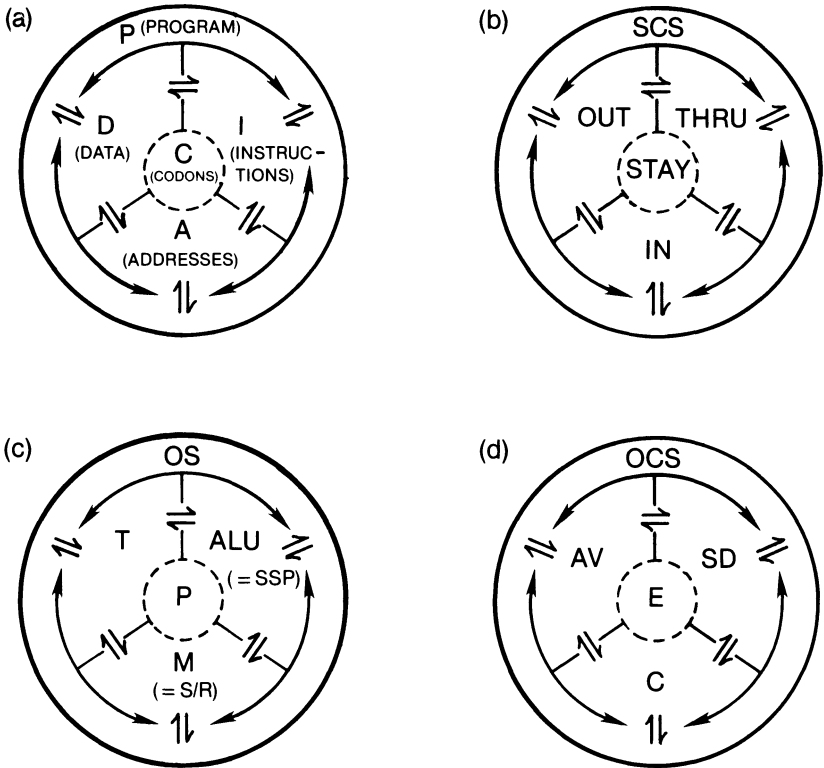 (a)
P (PROGRAM)
D
(DATA)
I
(INSTRUC-
TIONS)
C
(CODONS)
A
(ADDRESSES)
(b)
SCS
OUT
THRU
STAY
IN
(c)
OS
T
ALU
(= SSP)
P
M
(= S/R)
(d)
OCS
AV
SD
E
C